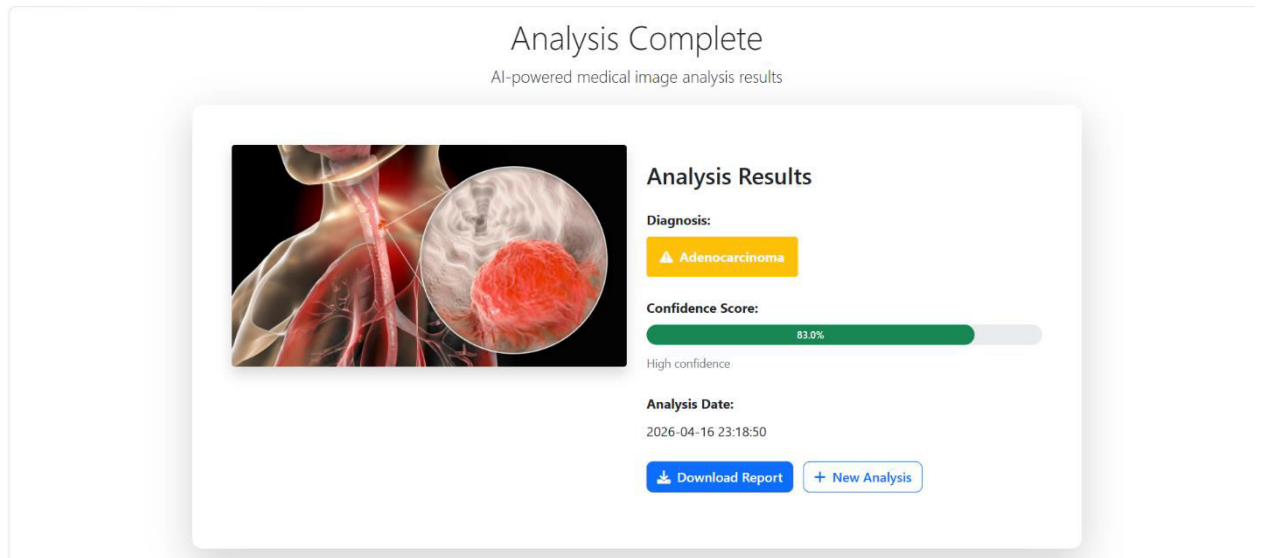 Analysis Complete
AI-powered medical image analysis results
Analysis Results
Diagnosis:
Adenocarcinoma
Confidence Score:
83.0%
High confidence
Analysis Date:
2026-04-16 23:18:50
Download Report
+ New Analysis